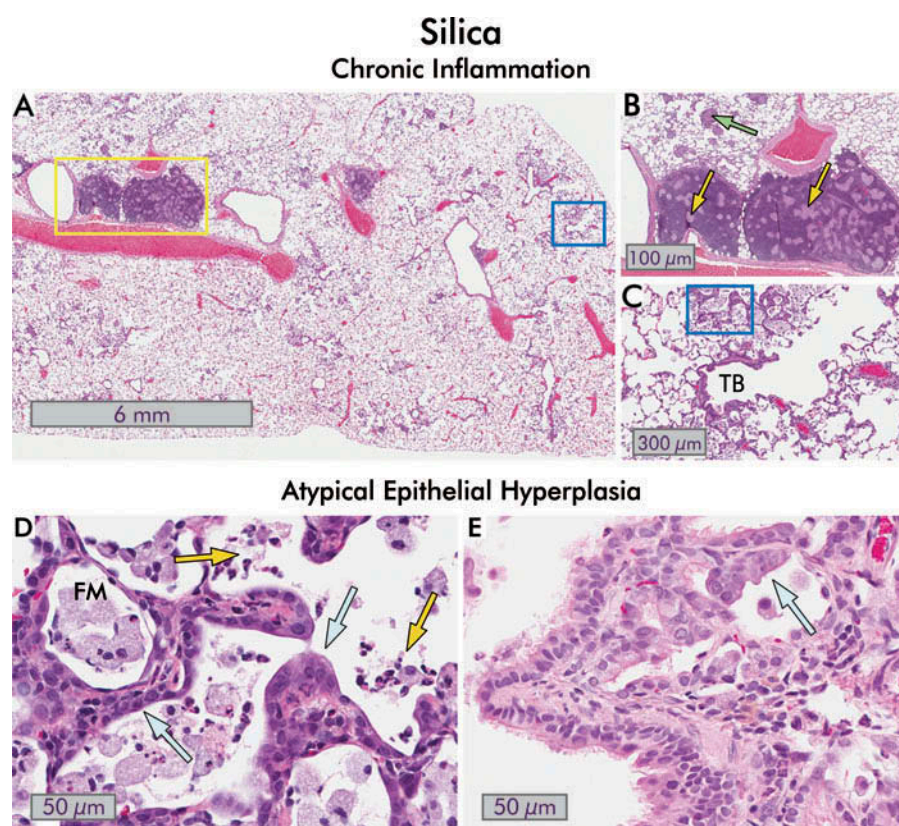 Silica
Chronic Inflammation
A
6 mm
B
100 µm
C
TB
300 µm
Atypical Epithelial Hyperplasia
D
FM
50 µm
E
50 µm